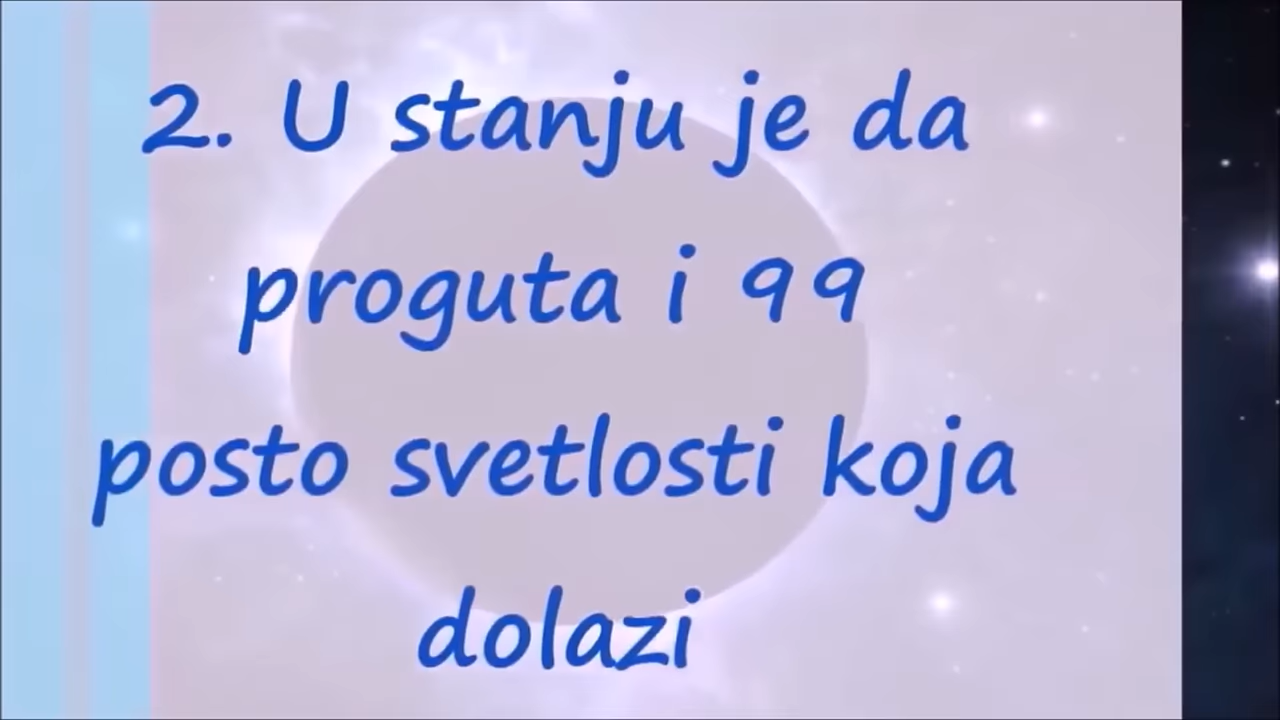 2. U stanju je da
proguta i 99
posto svetlosti koja
dolazi